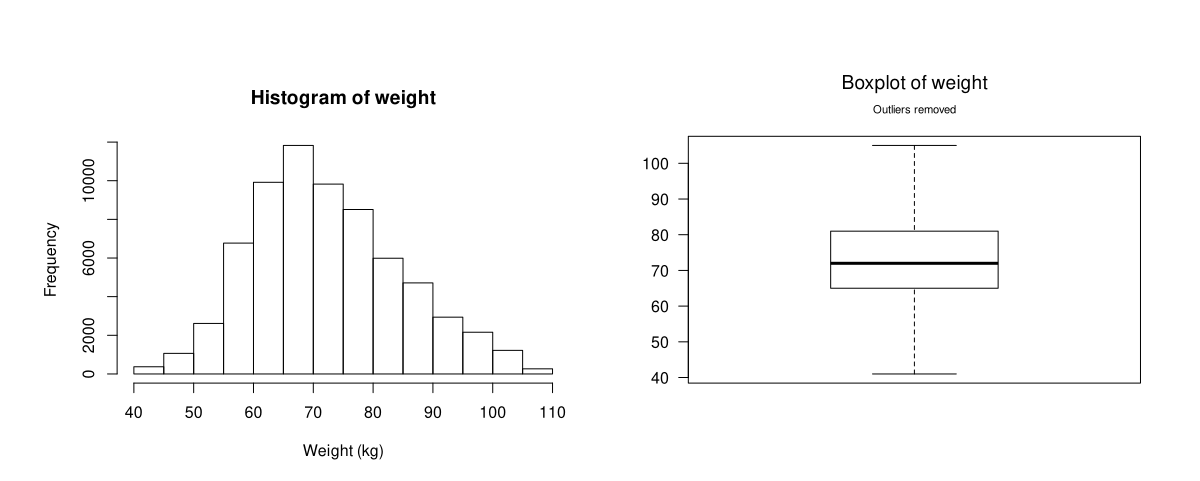 Histogram of weight
Frequency
10000
6000
2000
0
40 50 60 70 80 90 100 110
Weight (kg)
Boxplot of weight
Outliers removed
100
90
80
70
60
50
40